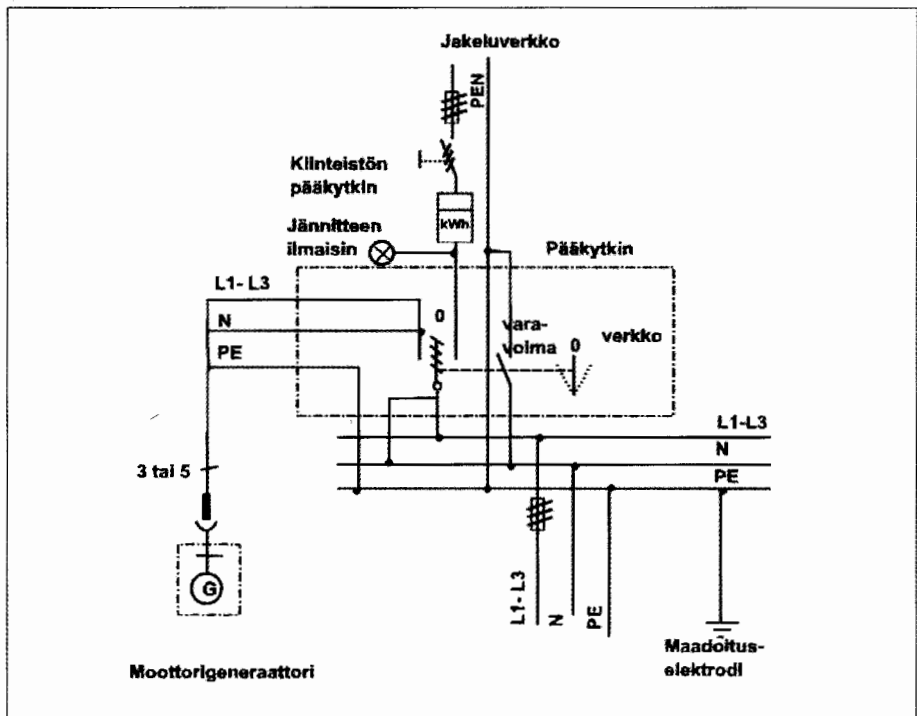 Jakeluverkko
PEN
Kiinteistön
pääkytkin
kWh
Jännitteen
ilmaisin
Pääkytkin
L1- L3
0
N
vara-
voima
0
verkko
PE
L1-L3
N
PE
3 tai 5
G
L1- L3
N
PE
Maadoitus-
elektrodi
Moottorigeneraattori